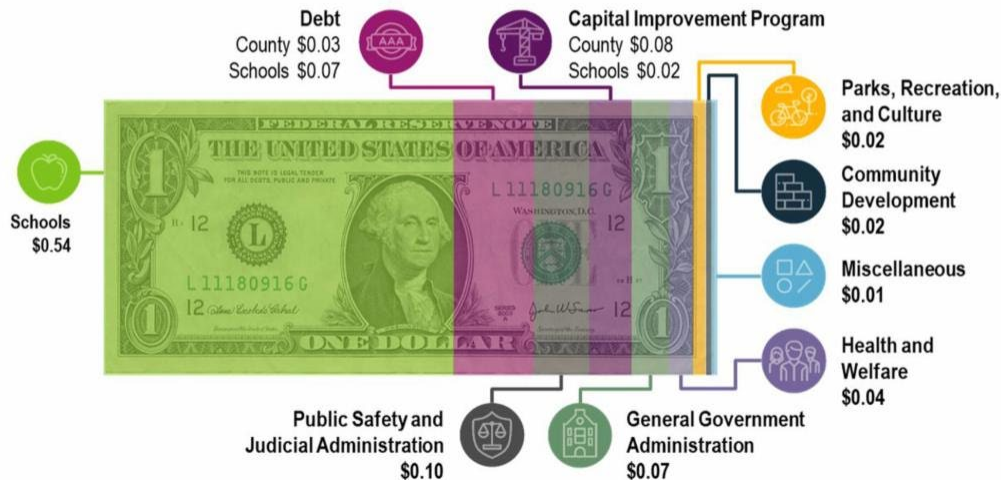 Debt
County $0.03
Schools $0.07
AAA
Capital Improvement Program
County $0.08
Schools $0.02
Parks, Recreation,
and Culture
$0.02
Community
Development
$0.02
Miscellaneous
$0.01
Health and
Welfare
$0.04
Schools
$0.54
FEDERAL RESERVE NOTE
THE UNITED STATES OF AMERICA
THIS NOTE IS LEGAL TENDER
FOR ALL DEBTS, PUBLIC AND PRIVATE
L 11180916 G
WASHINGTON, D.C.
12
12
1
1
L
ONE
L 11180916 G
12
12
1
1
ONE DOLLAR
Public Safety and
Judicial Administration
$0.10
General Government
Administration
$0.07